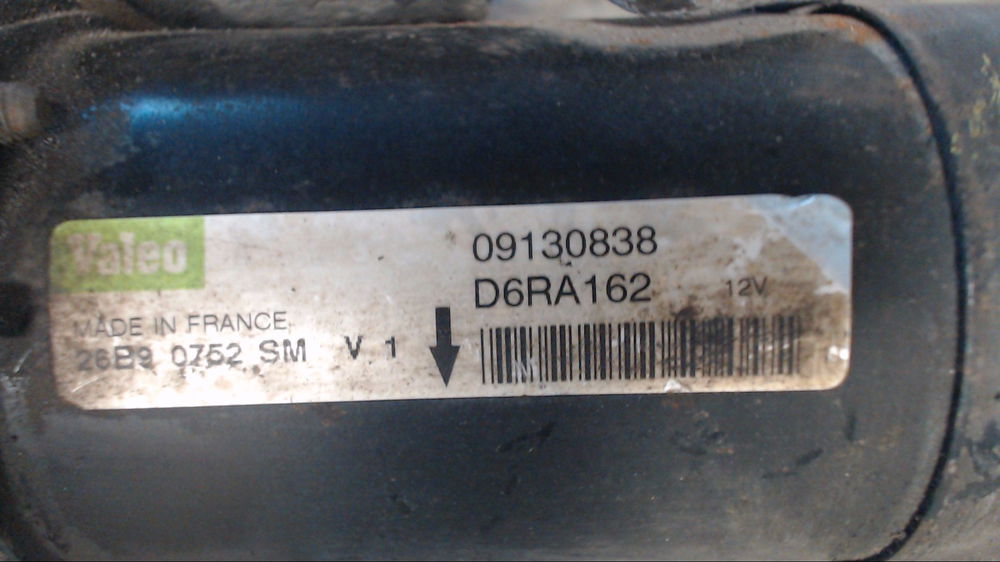 Valeo
09130838
D6RA162 12V
MADE IN FRANCE
26B9 0752 SM V 1